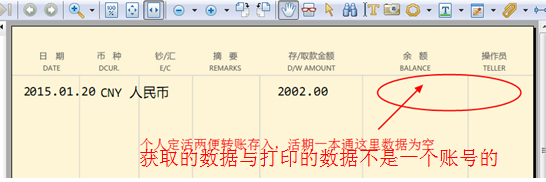 日 期 币 种 钞/汇 摘 要 存/取款金额 余 额 操作员
DATE DCUR. E/C REMARKS D/W AMOUNT BALANCE TELLER
2015.01.20 CNY 人民币 2002.00
个人定活两便转账存入，活期一本通这里数据为空
获取的数据与打印的数据不是一个账号的